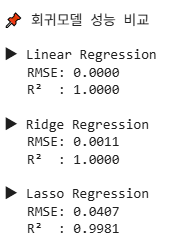 📌 회귀모델 성능 비교
▶ Linear Regression
RMSE: 0.0000
R² : 1.0000
▶ Ridge Regression
RMSE: 0.0011
R² : 1.0000
▶ Lasso Regression
RMSE: 0.0407
R² : 0.9981